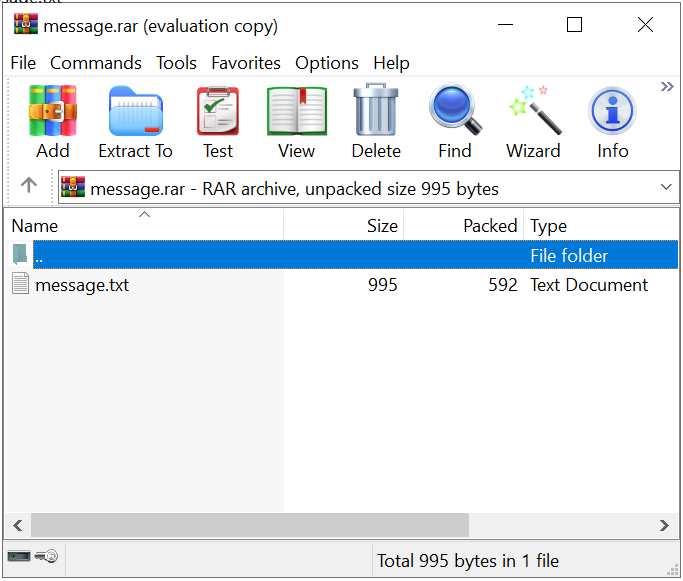 message.rar (evaluation copy)
File Commands Tools Favorites Options Help
Add Extract To Test View Delete Find Wizard Info
message.rar - RAR archive, unpacked size 995 bytes
Name Size Packed Type
.. File folder
message.txt 995 592 Text Document
Total 995 bytes in 1 file